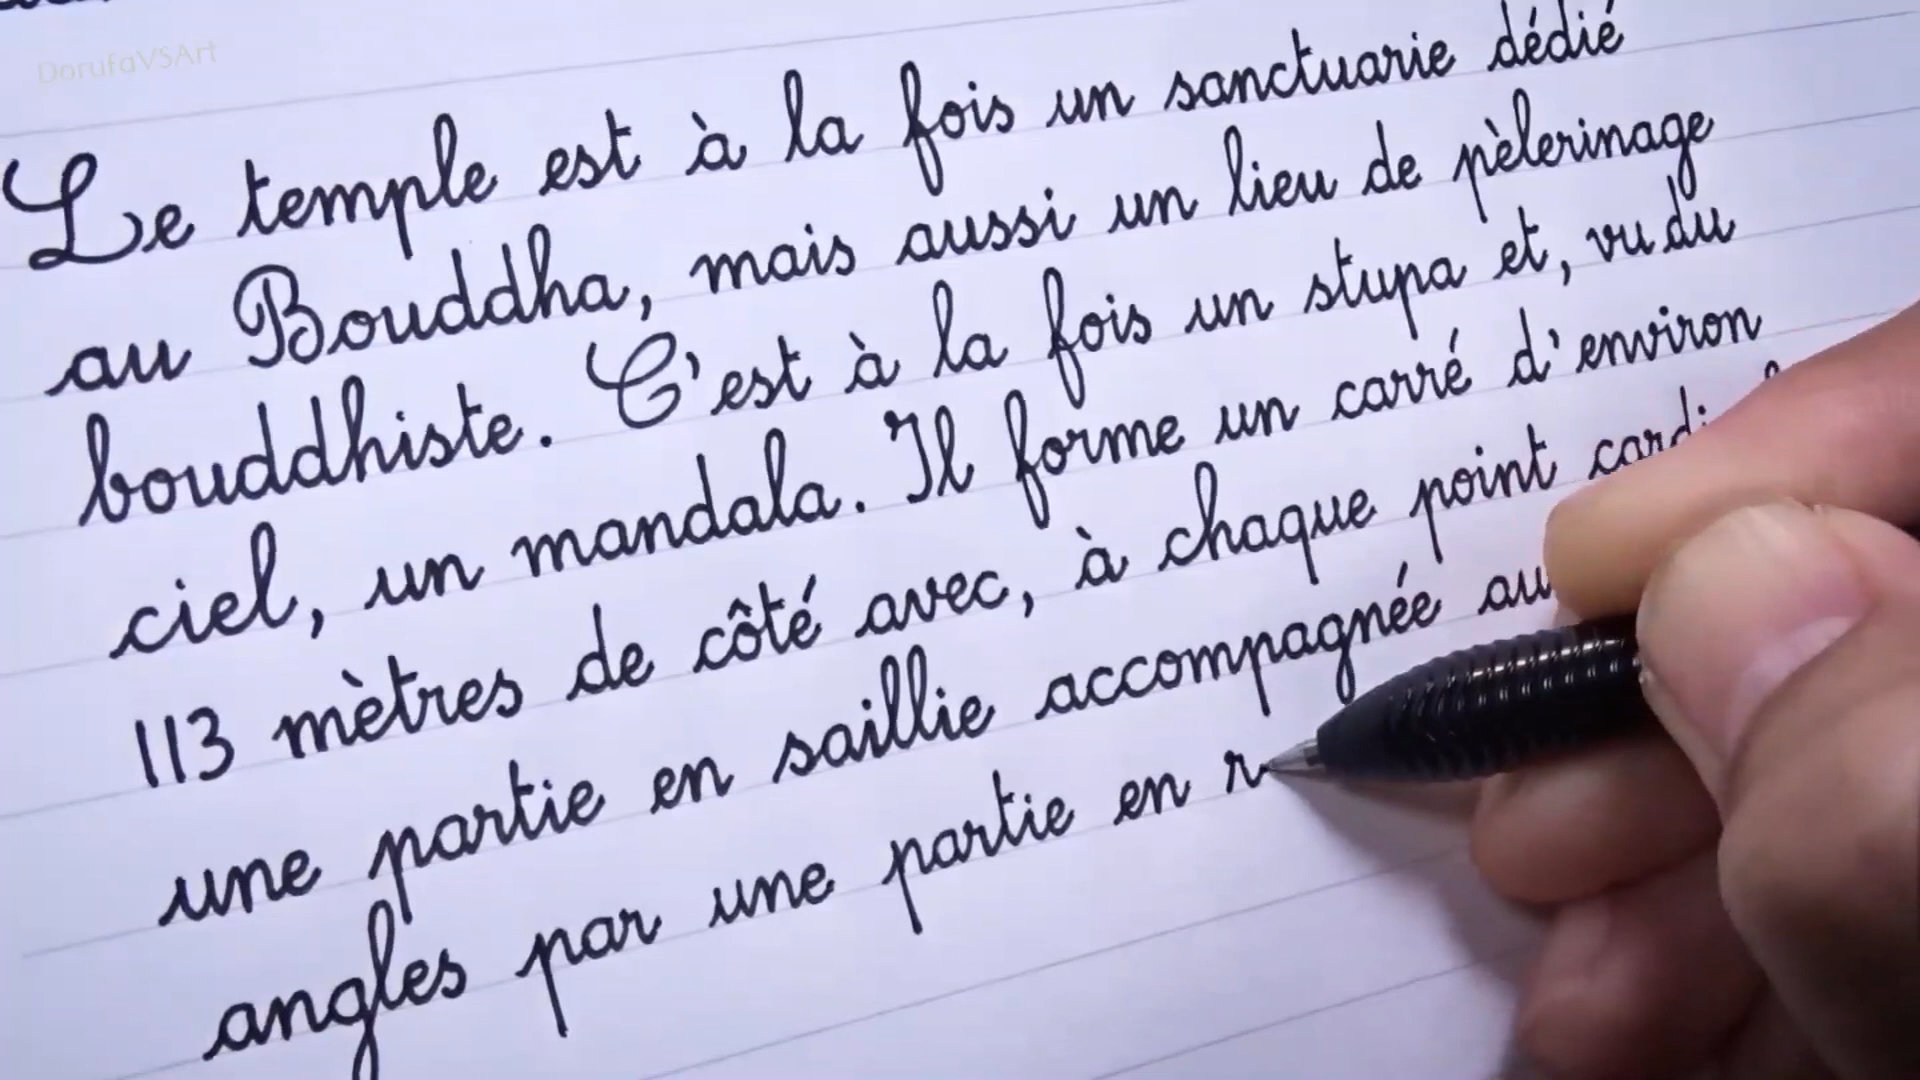 DorufaVSArt
Le temple est à la fois un sanctuarie dédié
au Bouddha, mais aussi un lieu de pèlerinage
bouddhiste. C'est à la fois un stupa et, vu du
ciel, un mandala. Il forme un carré d'environ
113 mètres de côté avec, à chaque point
une partie en saillie accompagnée
angles par une partie en